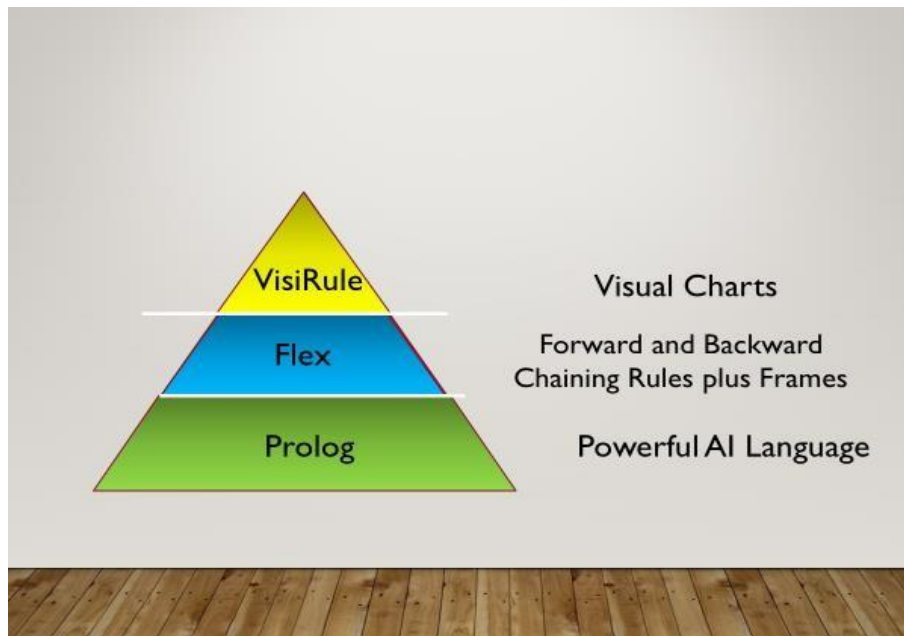 VisiRule
Visual Charts
Flex
Forward and Backward
Chaining Rules plus Frames
Prolog
Powerful AI Language